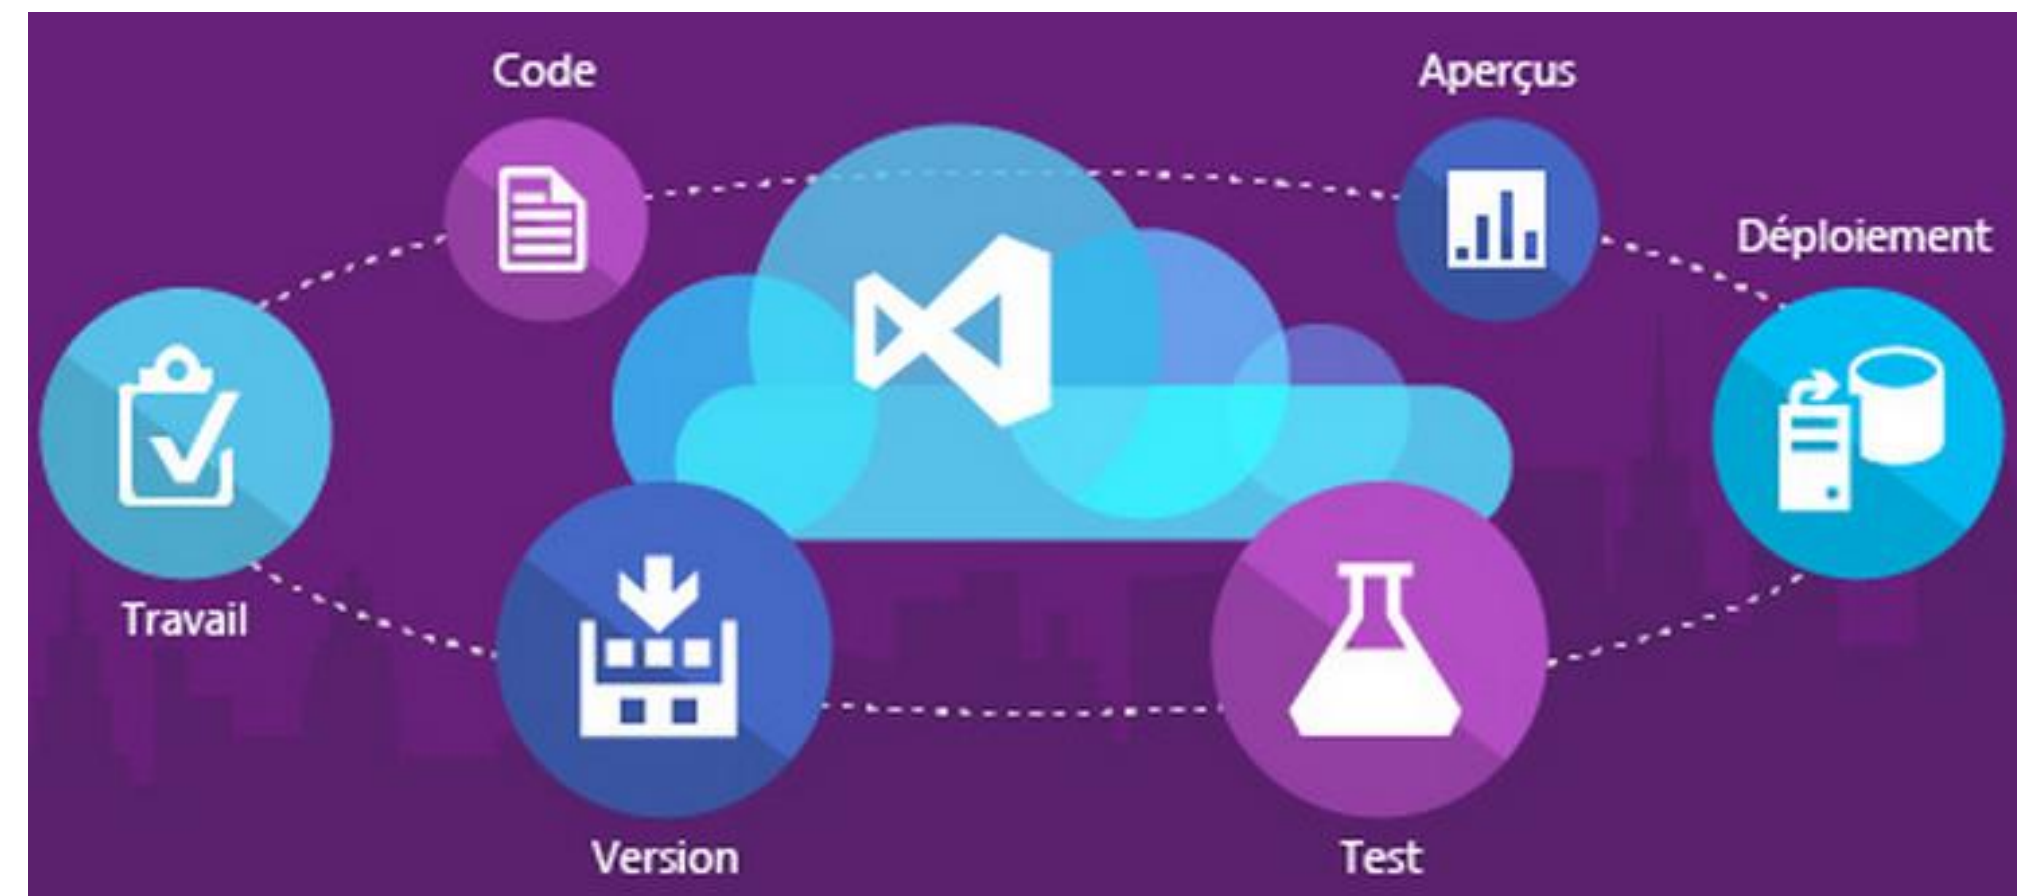 Code
Aperçus
Déploiement
Travail
Version
Test